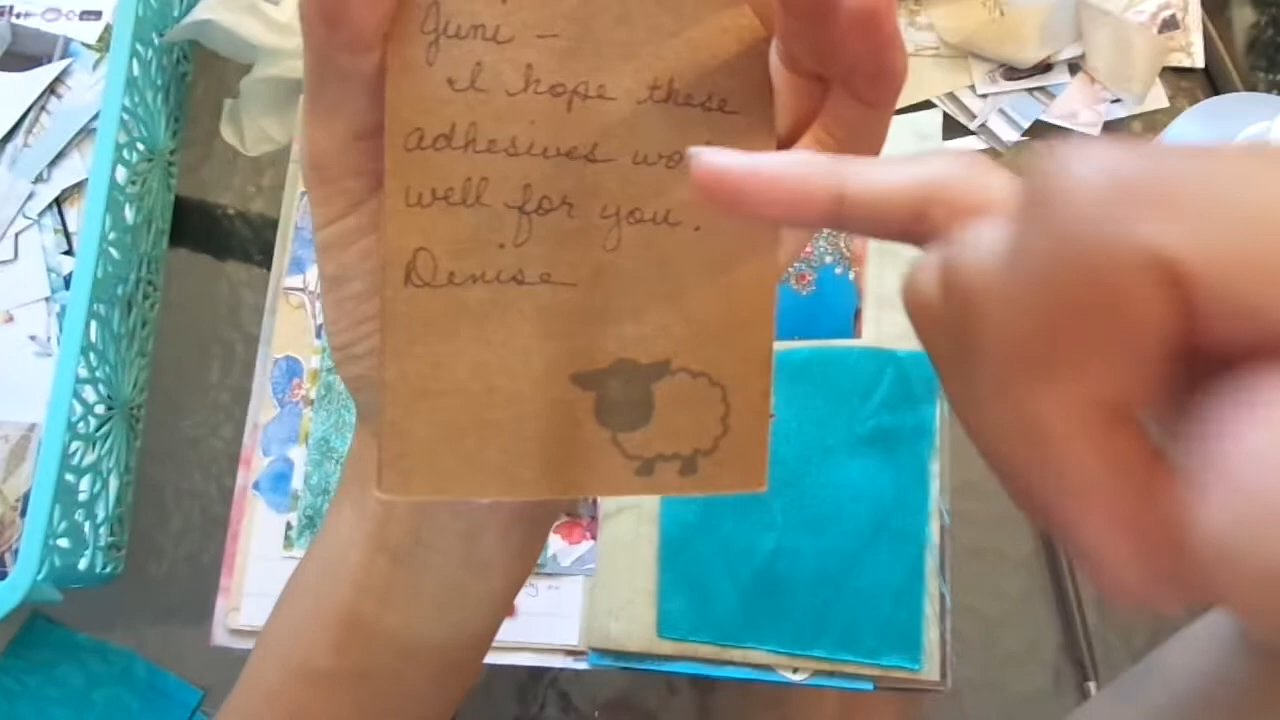 Juni -
I hope these
adhesives
well for you.
Denise